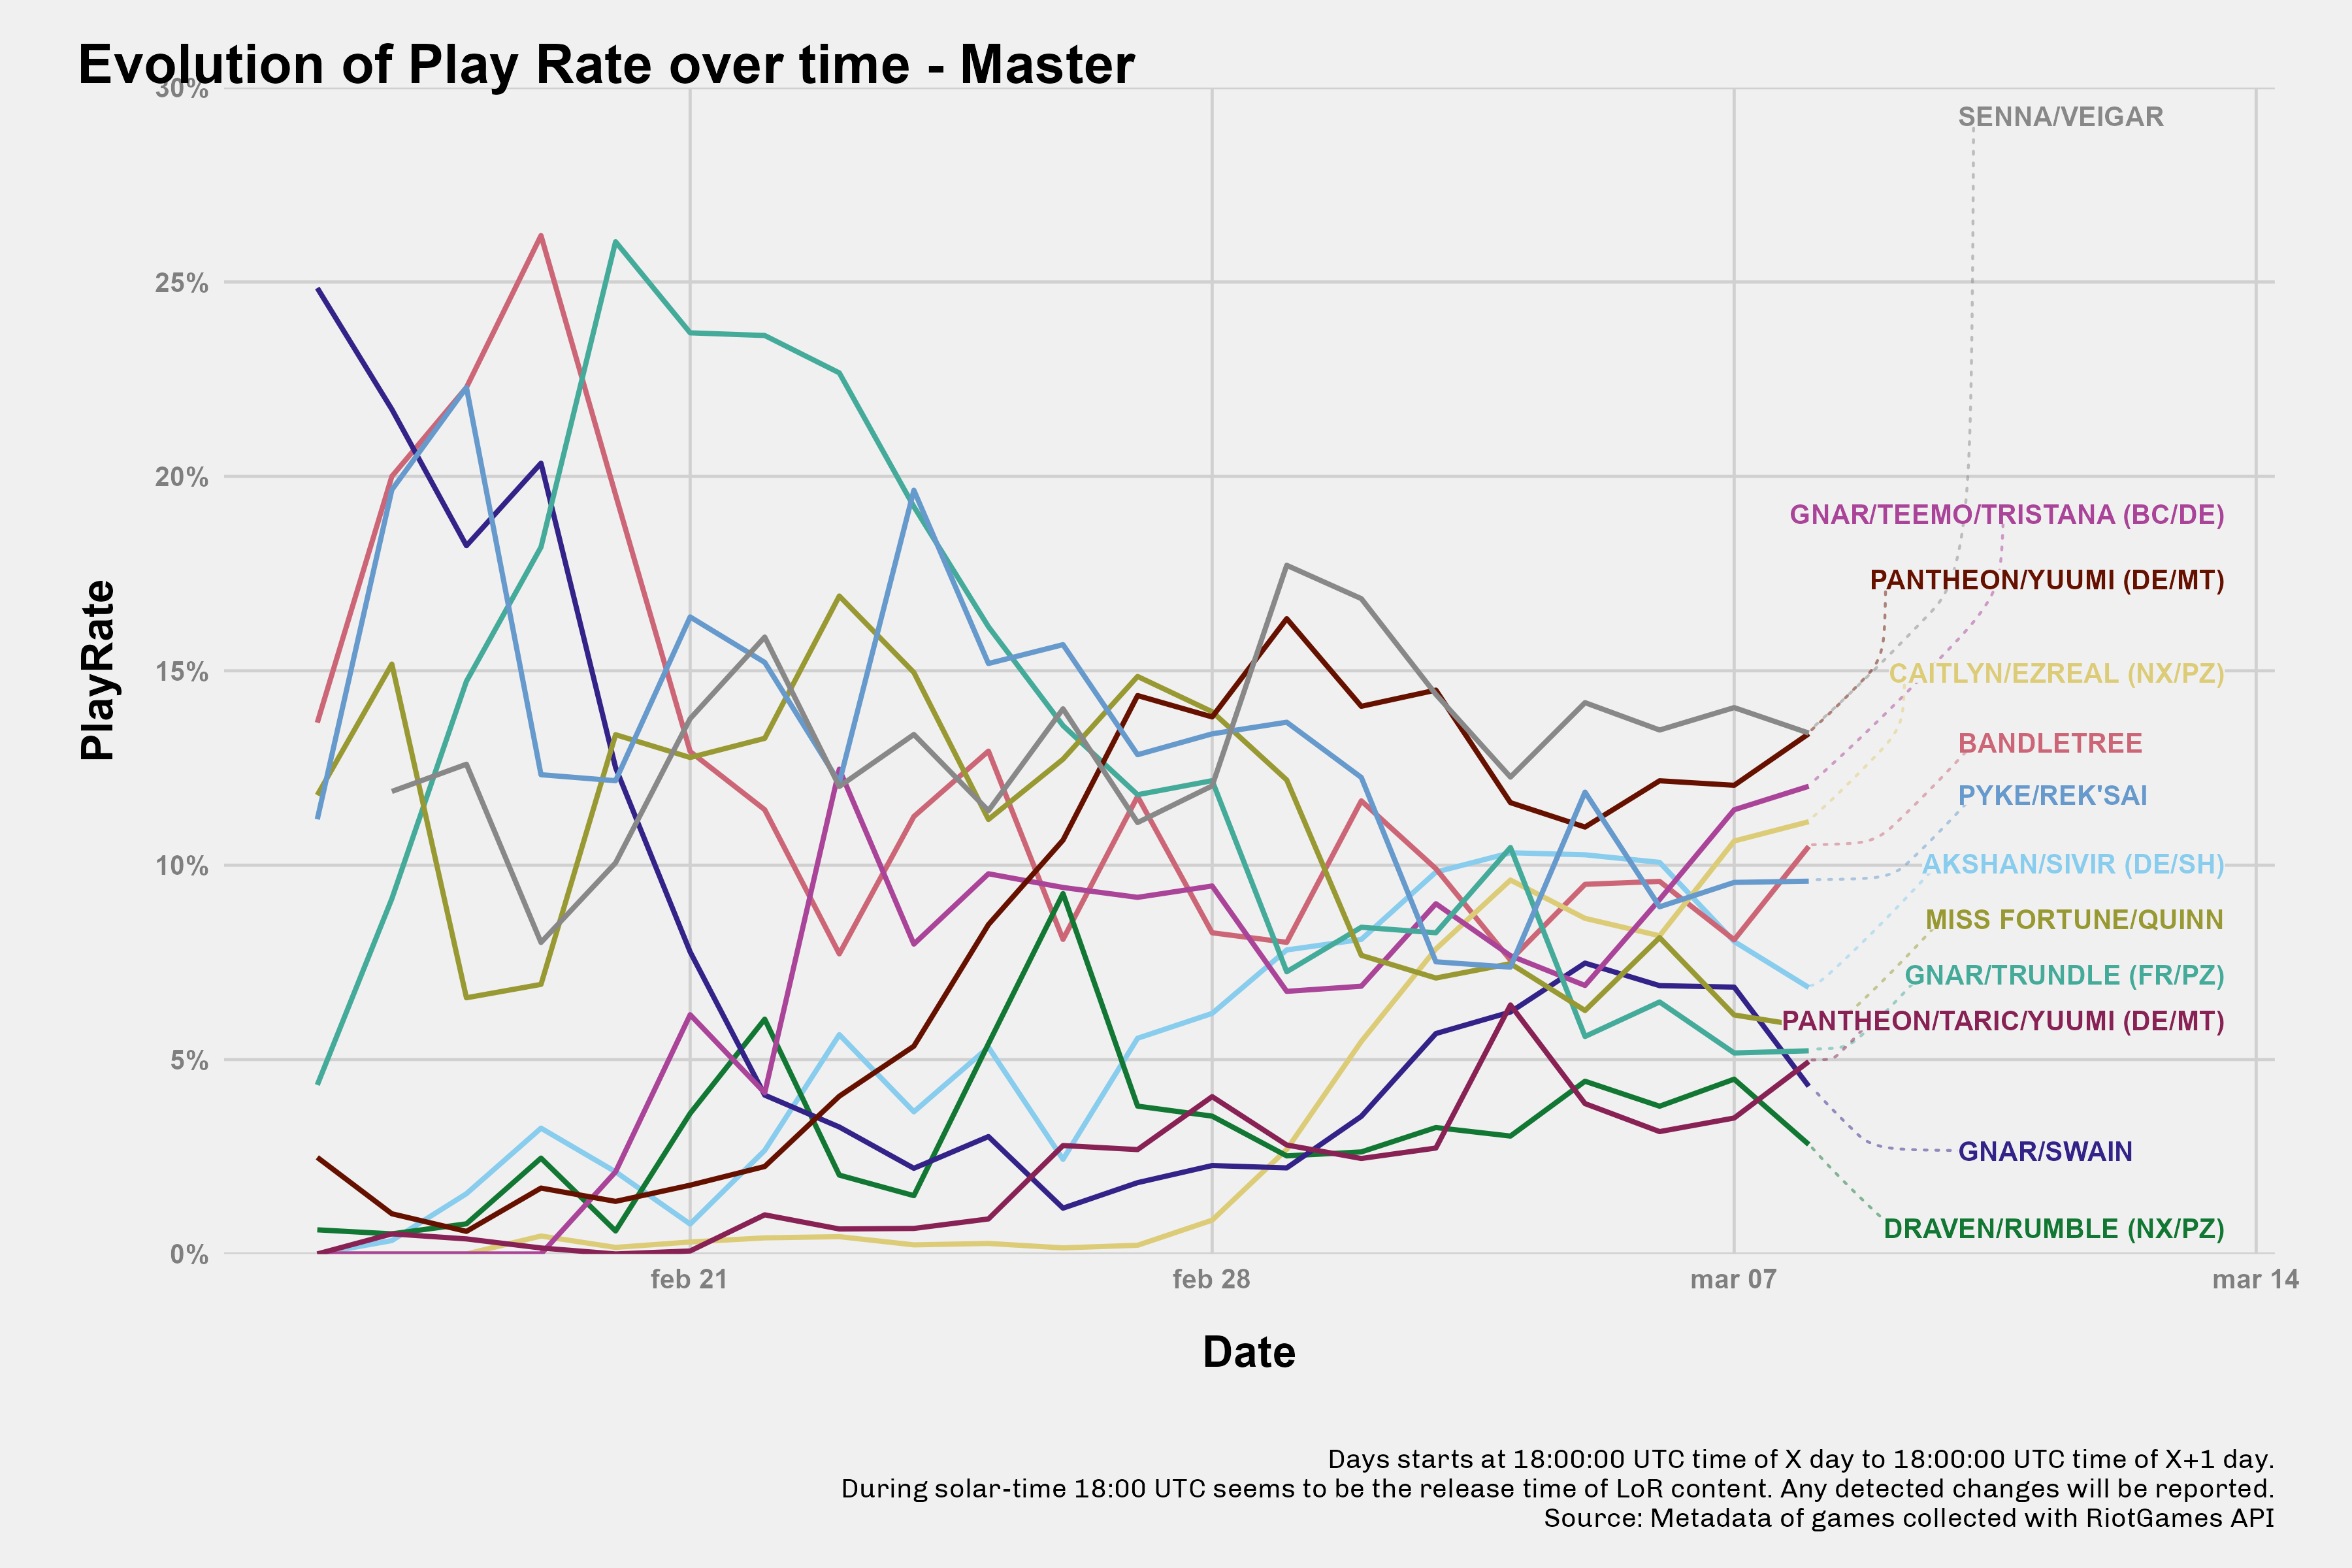 Evolution of Play Rate over time - Master
30%
25%
20%
15%
10%
5%
0%
PlayRate
SENNA/VEIGAR
GNAR/TEEMO/TRISTANA (BC/DE)
PANTHEON/YUUMI (DE/MT)
CAITLYN/EZREAL (NX/PZ)
BANDLETREE
PYKE/REK'SAI
AKSHAN/SIVIR (DE/SH)
MISS FORTUNE/QUINN
GNAR/TRUNDLE (FR/PZ)
PANTHEON/TARIC/YUUMI (DE/MT)
GNAR/SWAIN
DRAVEN/RUMBLE (NX/PZ)
feb 21
feb 28
mar 07
mar 14
Date
Days starts at 18:00:00 UTC time of X day to 18:00:00 UTC time of X+1 day.
During solar-time 18:00 UTC seems to be the release time of LoR content. Any detected changes will be reported.
Source: Metadata of games collected with RiotGames API